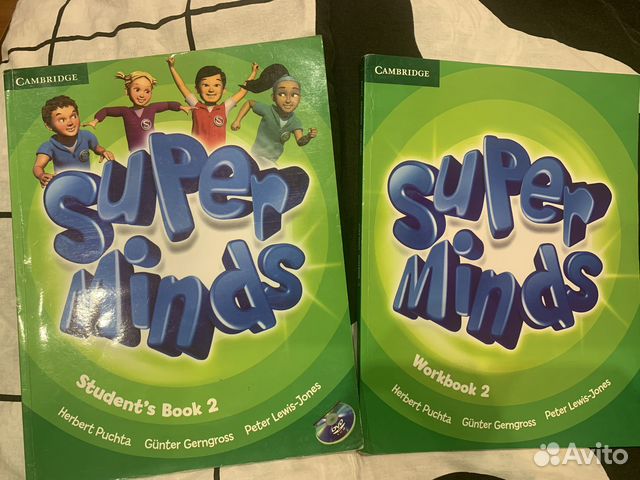 CAMBRIDGE
Super
Minds
Student's Book 2
Herbert Puchta Günter Gerngross Peter Lewis-Jones
DVD
CAMBRIDGE
Super
Minds
Workbook 2
Herbert Puchta Günter Gerngross Peter Lewis-Jones
Avito